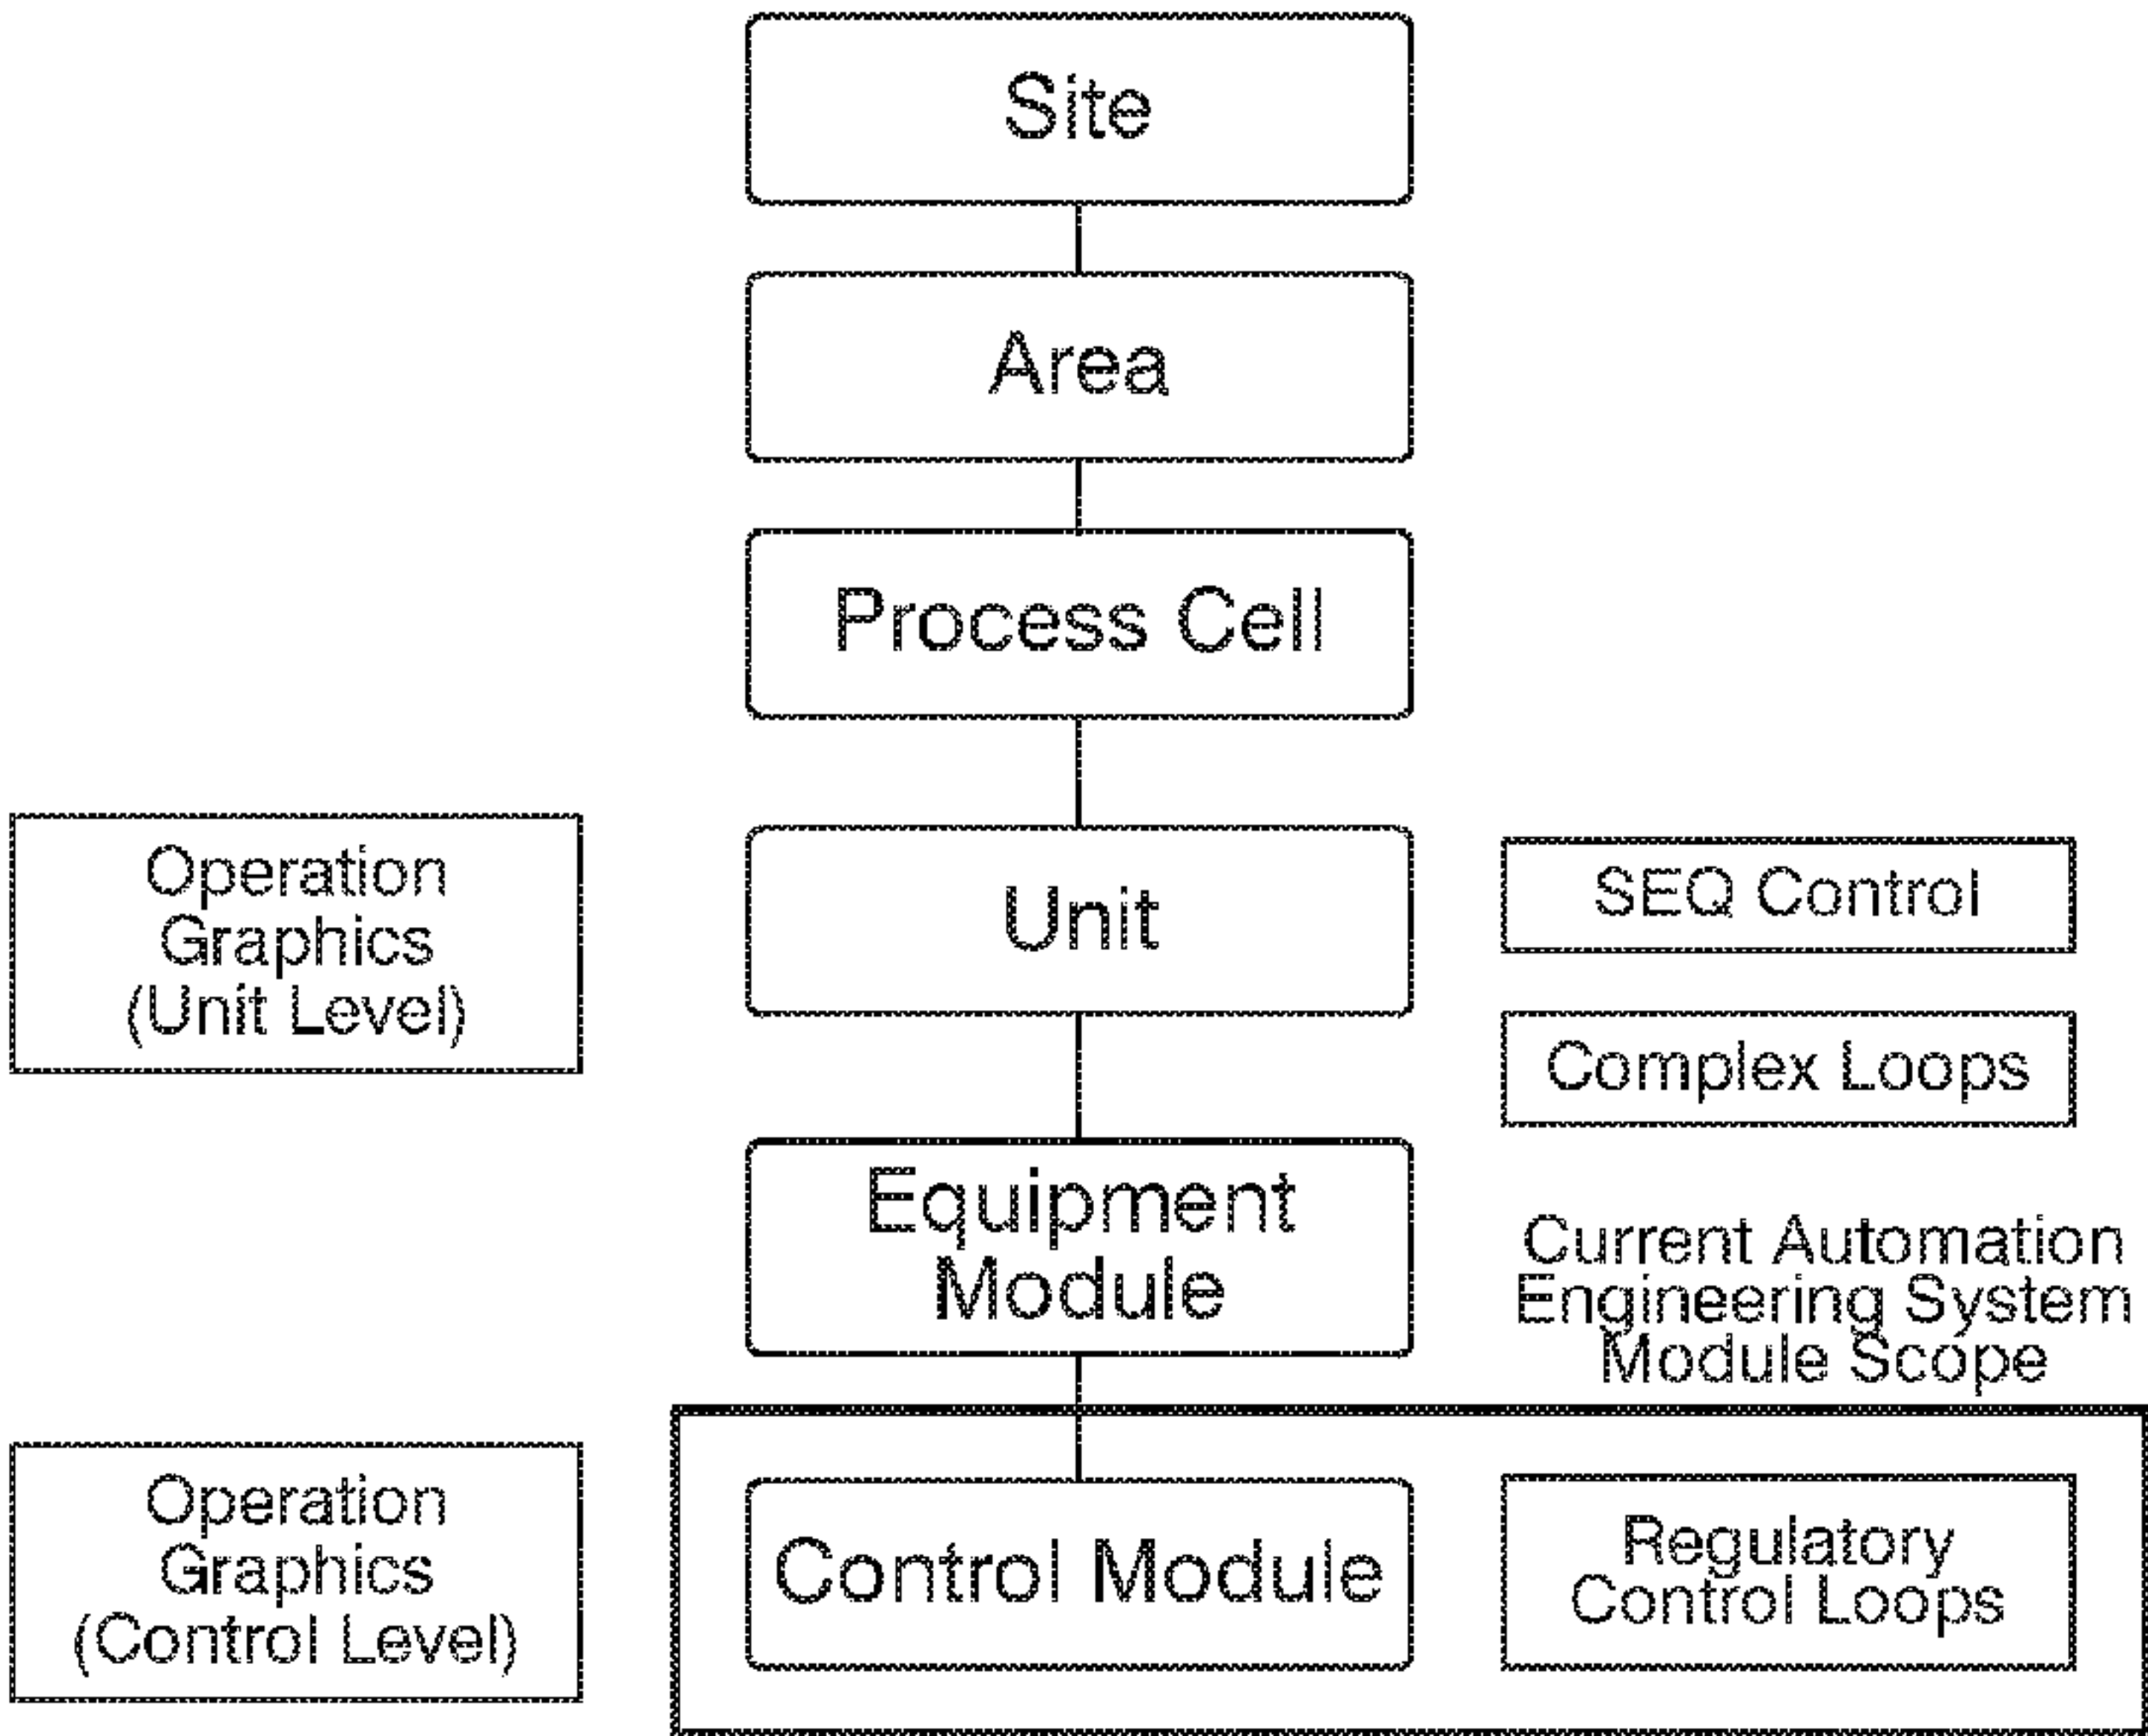 Site
Area
Process Cell
Operation
Graphics
(Unit Level)
Unit
SEQ Control
Complex Loops
Equipment
Module
Current Automation
Engineering System
Module Scope
Operation
Graphics
(Control Level)
Control Module
Regulatory
Control Loops